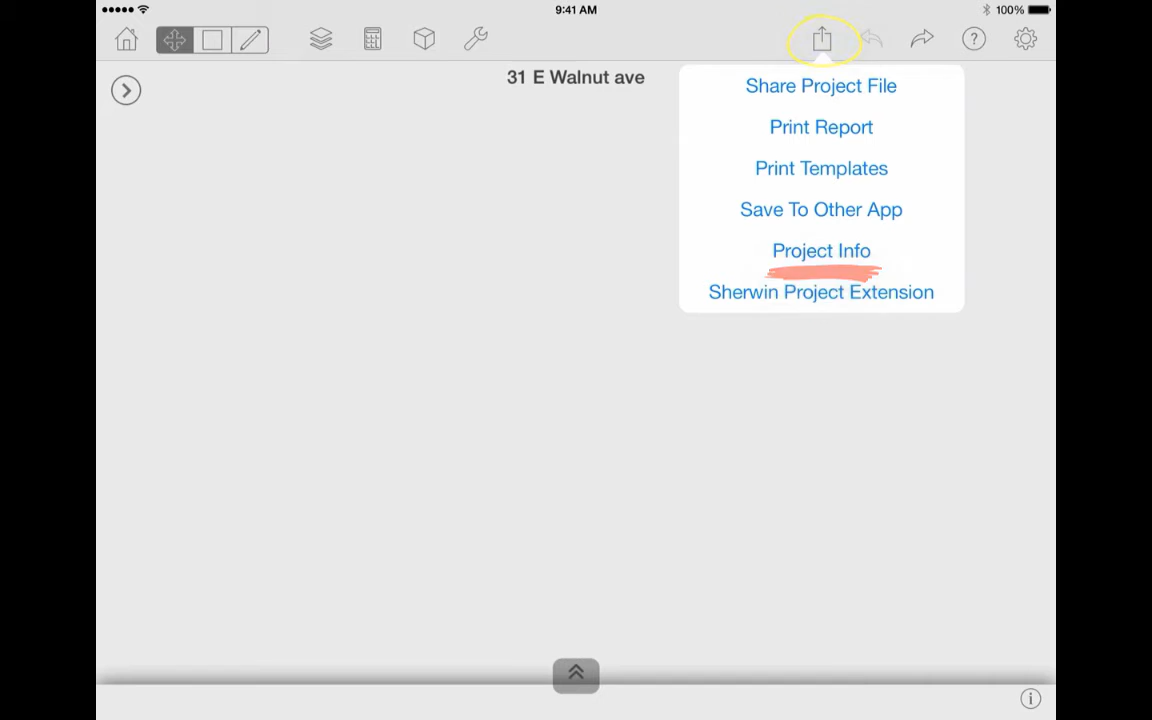 9:41 AM
100%
31 E Walnut ave
Share Project File
Print Report
Print Templates
Save To Other App
Project Info
Sherwin Project Extension